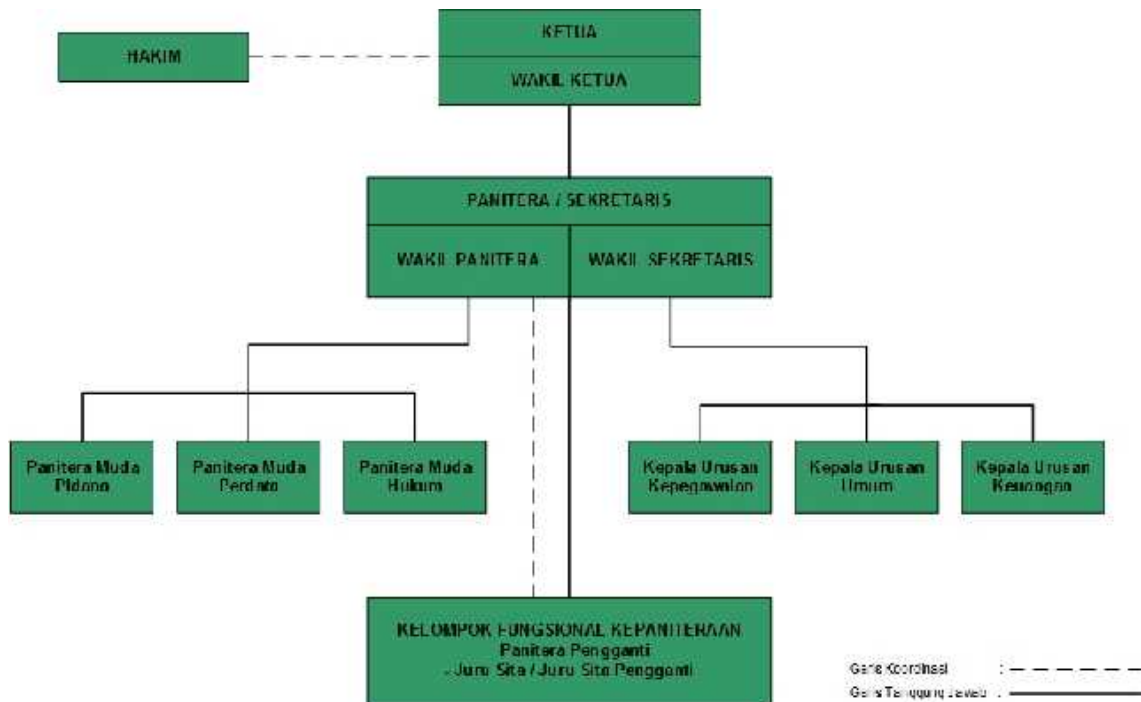 KETUA
HAKIM
WAKIL KETUA
PANITERA / SEKRETARIS
WAKIL PANITERA
WAKIL SEKRETARIS
Panitera Muda
Pidana
Panitera Muda
Perdata
Panitera Muda
Hukum
Kepala Urusan
Kepegawaian
Kepala Urusan
Umum
Kepala Urusan
Keuangan
KELOMPOK FUNGSIONAL KEPANITERAAN
Panitera Pengganti
- Juru Sita / Juru Sita Pengganti
Garis Koordinasi :
Garis Tanggung Jawab :